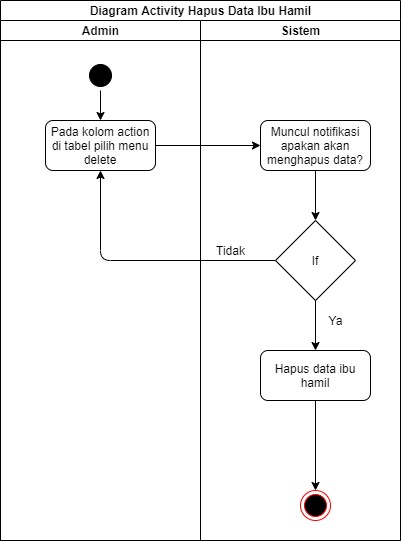 Diagram Activity Hapus Data Ibu Hamil
Admin
Sistem
Pada kolom action
di tabel pilih menu
delete
Muncul notifikasi
apakan akan
menghapus data?
Tidak
If
Ya
Hapus data ibu
hamil